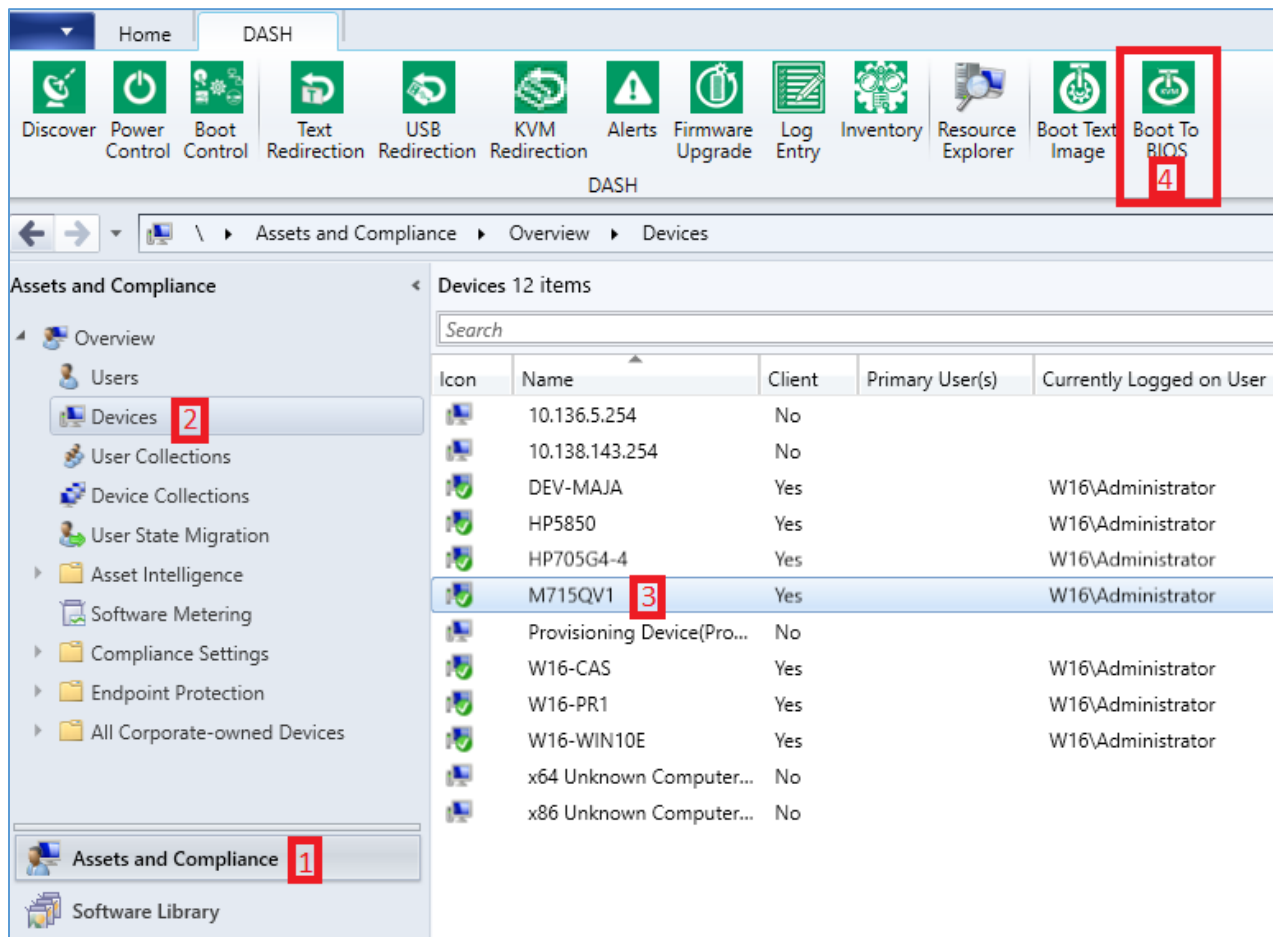 Home DASH
Discover Power Control Boot Control Text Redirection USB Redirection KVM Redirection Alerts Firmware Upgrade Log Entry Inventory Resource Explorer Boot Text Image Boot To BIOS
KVM
4
DASH
\ Assets and Compliance Overview Devices
Assets and Compliance
Overview
Users
Devices 2
User Collections
Device Collections
User State Migration
Asset Intelligence
Software Metering
Compliance Settings
Endpoint Protection
All Corporate-owned Devices
Assets and Compliance 1
Software Library
Devices 12 items
Search
Icon Name Client Primary User(s) Currently Logged on User
10.136.5.254 No
10.138.143.254 No
DEV-MAJA Yes W16\Administrator
HP5850 Yes W16\Administrator
HP705G4-4 Yes W16\Administrator
M715QV1 3 Yes W16\Administrator
Provisioning Device(Pro... No
W16-CAS Yes W16\Administrator
W16-PR1 Yes W16\Administrator
W16-WIN10E Yes W16\Administrator
x64 Unknown Computer... No
x86 Unknown Computer... No